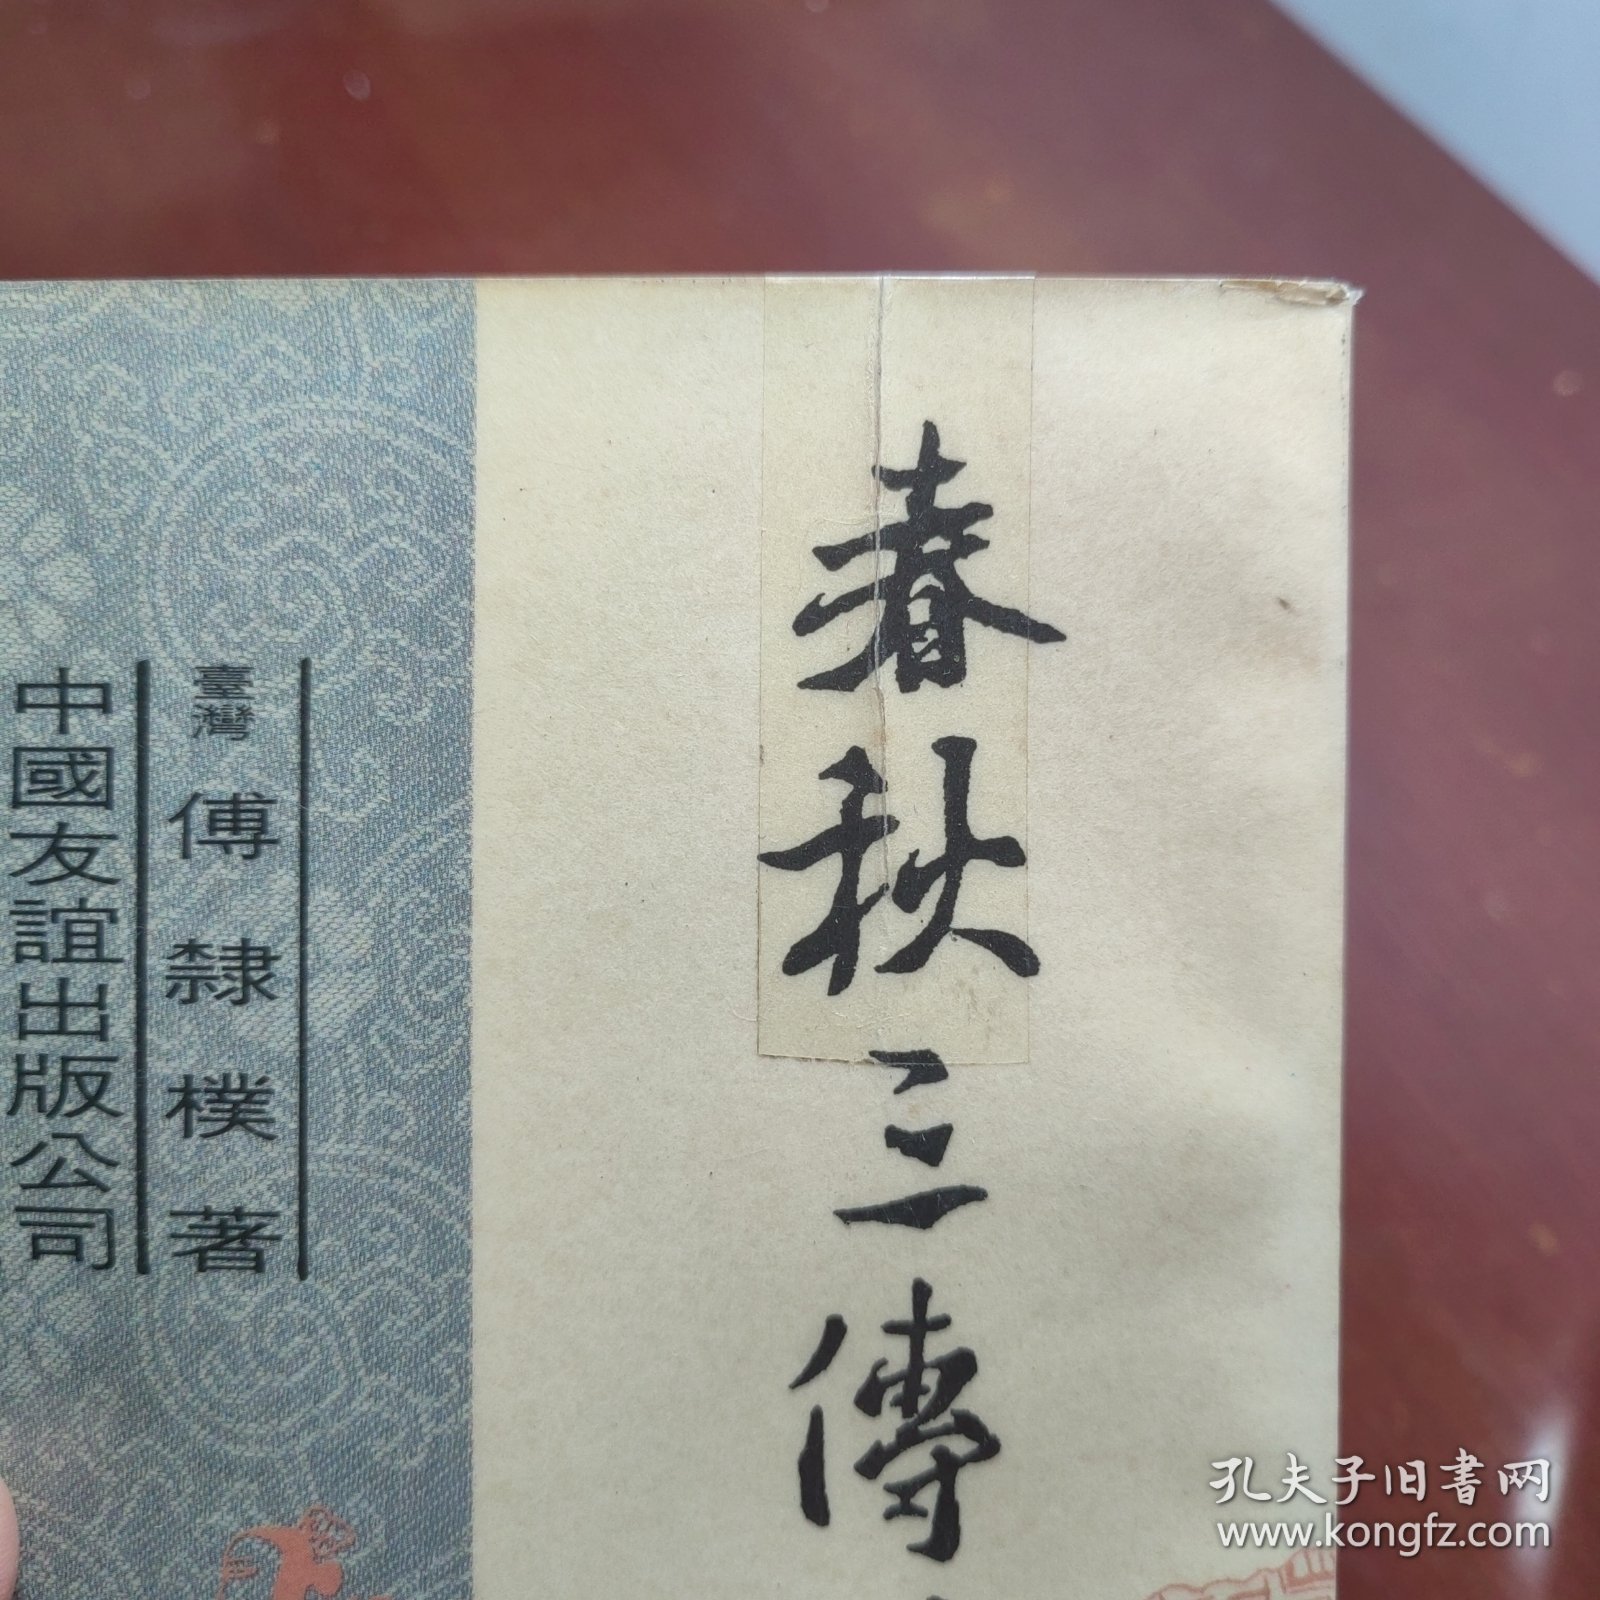 春秋三傳
臺灣 傅隸樸著
中國友誼出版公司
孔夫子旧书网
www.kongfz.com